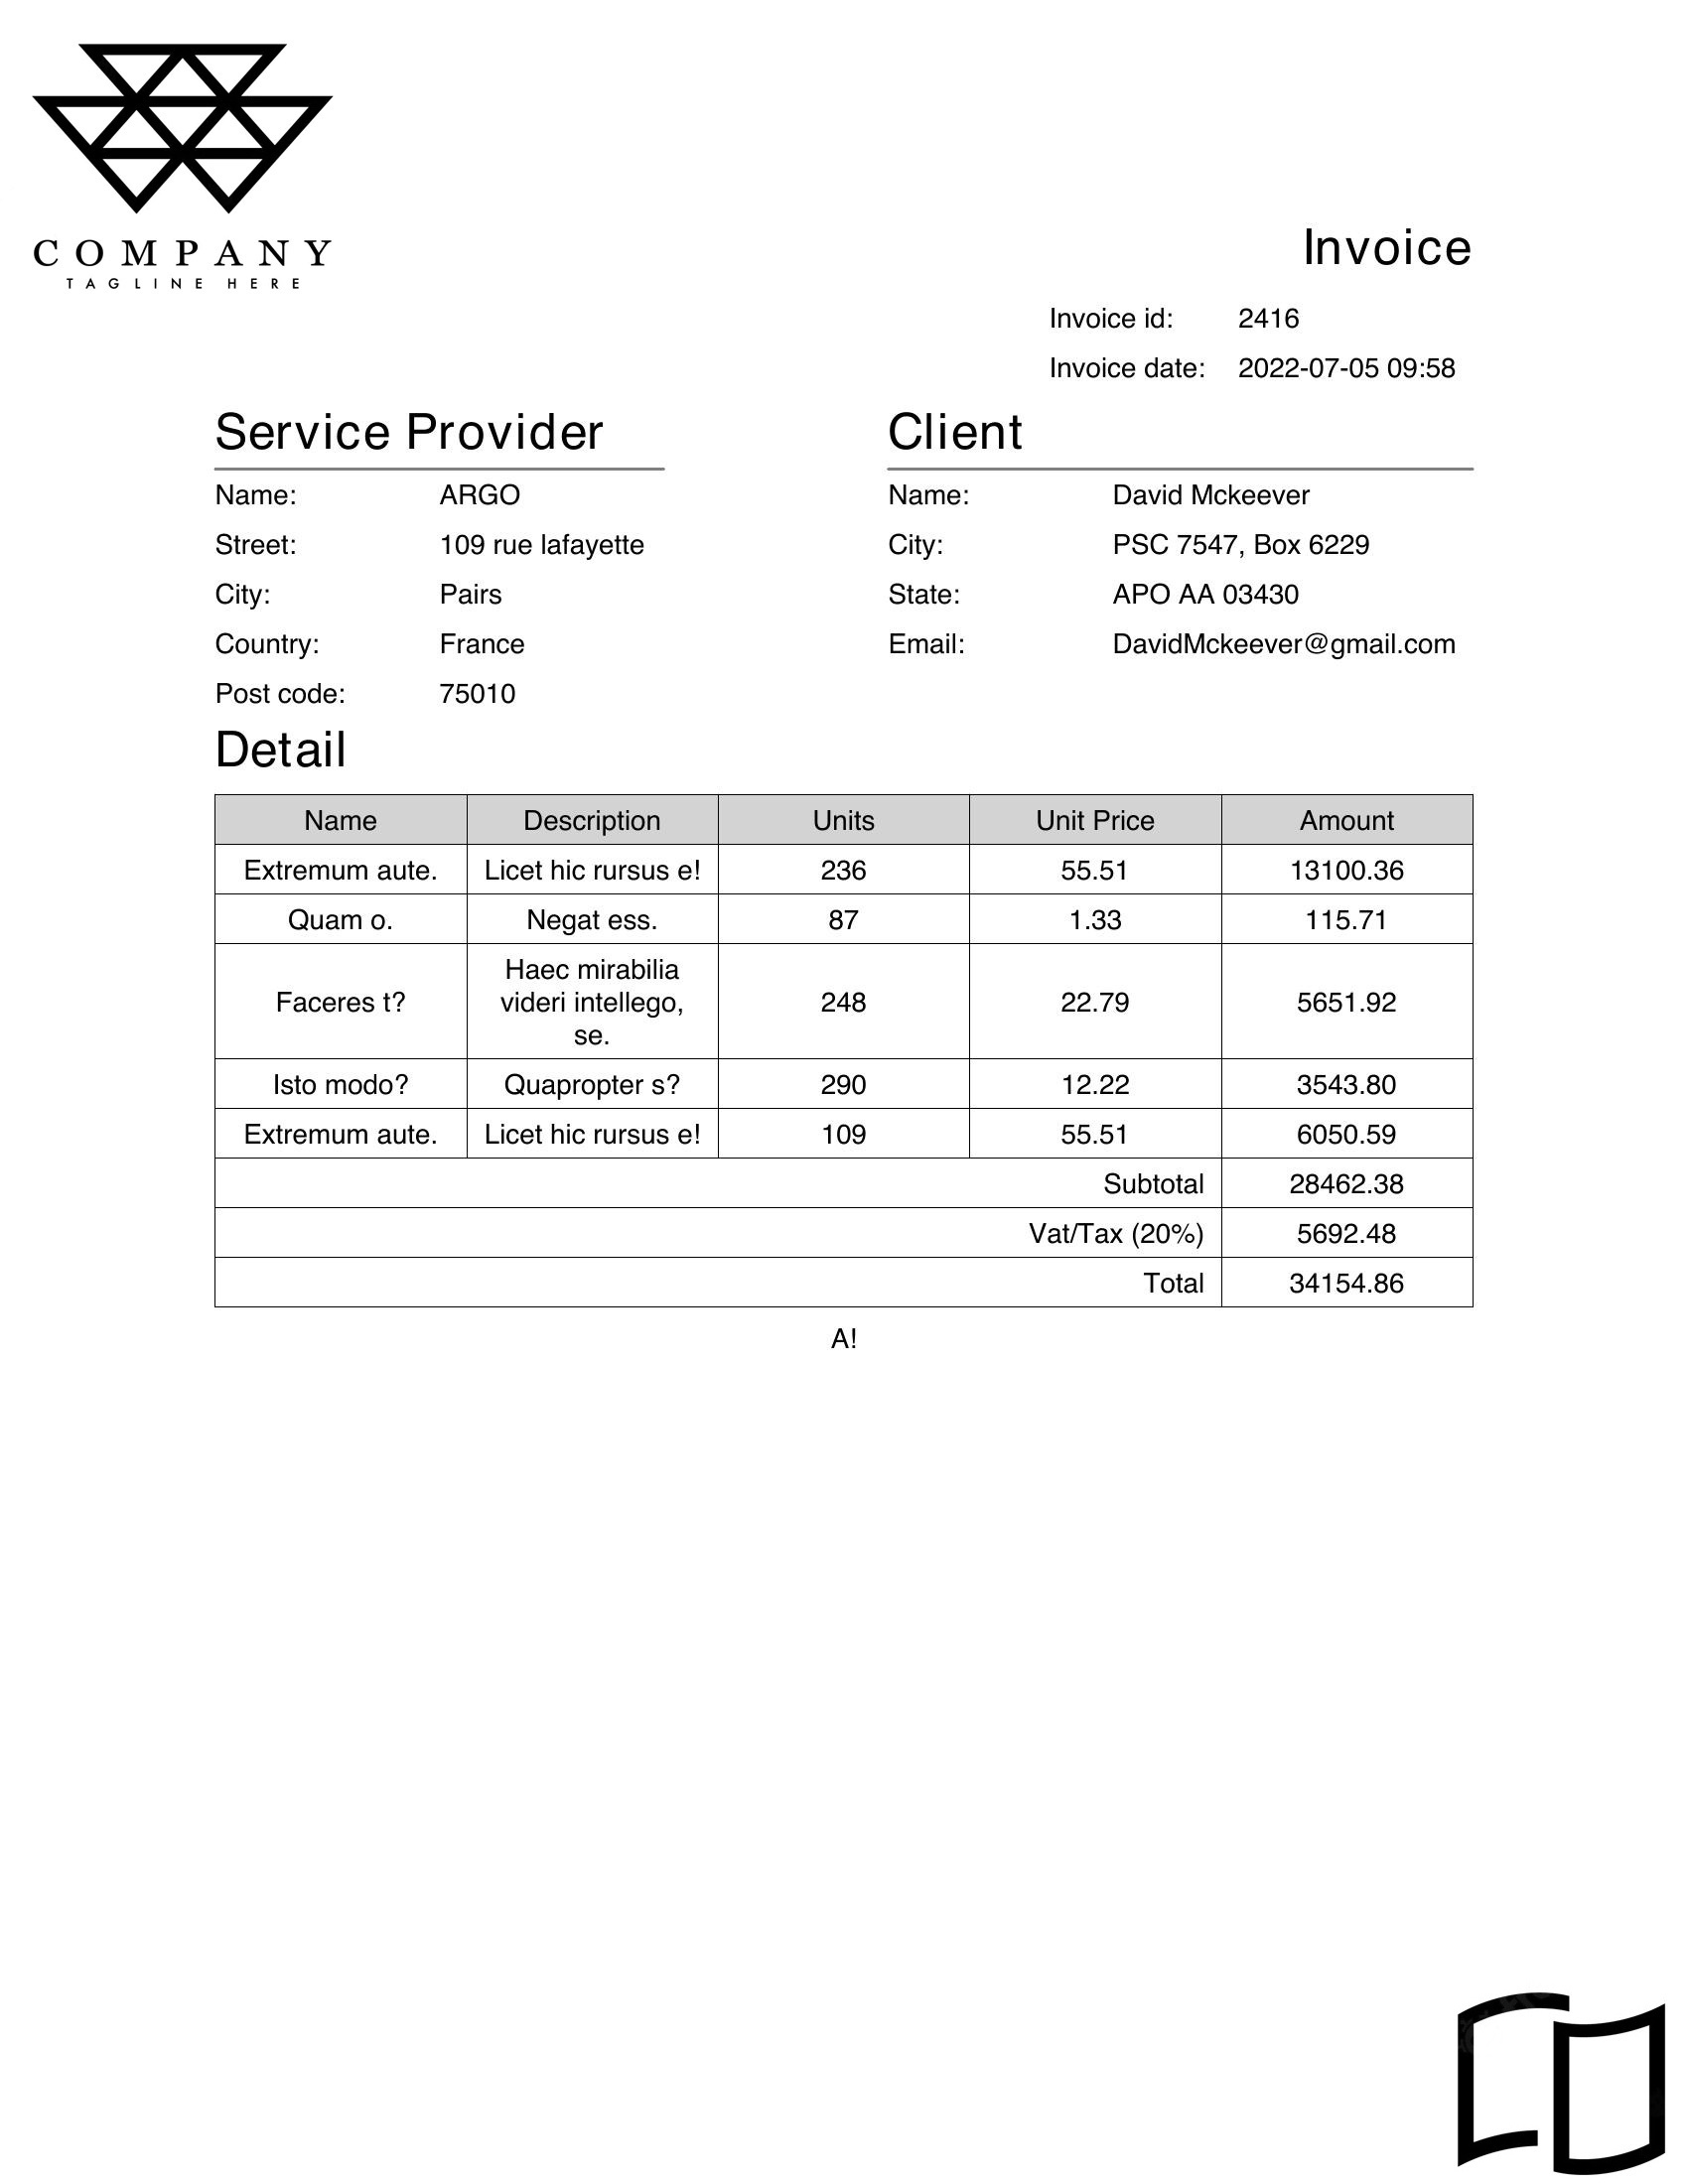 COMPANY
TAGLINE HERE
Invoice
Invoice id: 2416
Invoice date: 2022-07-05 09:58
Service Provider
Name: ARGO
Street: 109 rue lafayette
City: Pairs
Country: France
Post code: 75010
Client
Name: David Mckeever
City: PSC 7547, Box 6229
State: APO AA 03430
Email: DavidMckeever@gmail.com
Detail
Name Description Units Unit Price Amount
Extremum aute. Licet hic rursus e! 236 55.51 13100.36
Quam o. Negat ess. 87 1.33 115.71
Faceres t? Haec mirabilia
videri intellego,
se. 248 22.79 5651.92
Isto modo? Quapropter s? 290 12.22 3543.80
Extremum aute. Licet hic rursus e! 109 55.51 6050.59
Subtotal 28462.38
Vat/Tax (20%) 5692.48
Total 34154.86
A!